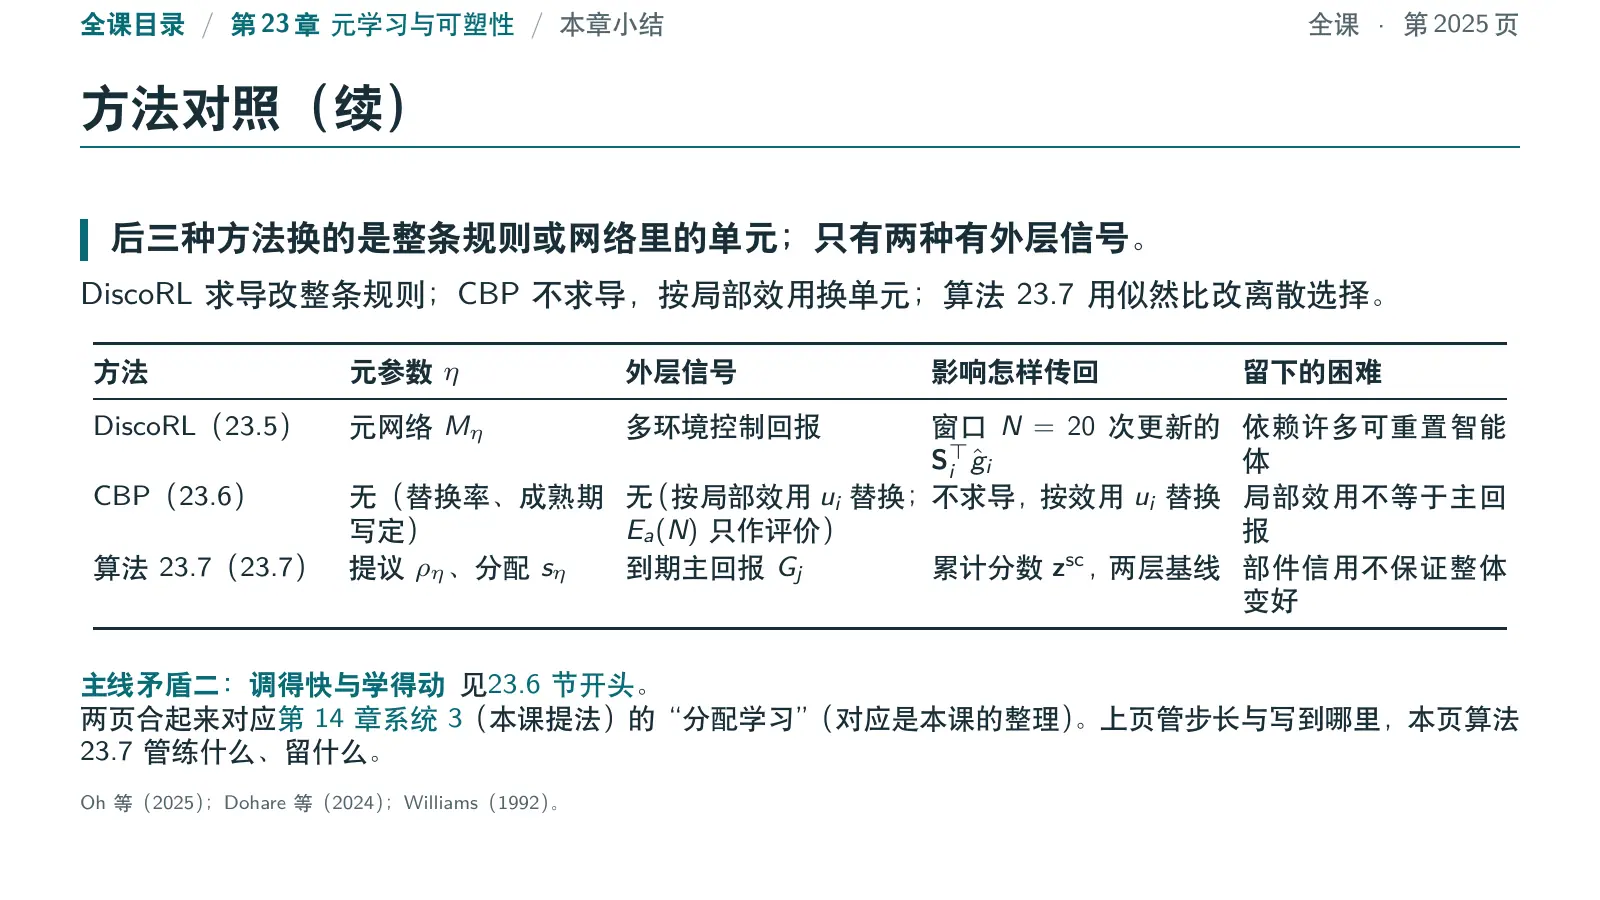 全课目录 / 第 23 章 元学习与可塑性 / 本章小结
全课 · 第 2025 页
方法对照（续）
后三种方法换的是整条规则或网络里的单元；只有两种有外层信号。
DiscoRL 求导改整条规则；CBP 不求导，按局部效用换单元；算法 23.7 用似然比改离散选择。
方法 元参数 η 外层信号 影响怎样传回 留下的困难
DiscoRL（23.5） 元网络 M_η 多环境控制回报 窗口 N = 20 次更新的 依赖许多可重置智能
S_i^⊤ ĝ_i 体
CBP（23.6） 无（替换率、成熟期 无（按局部效用 u_i 替换； 不求导，按效用 u_i 替换 局部效用不等于主回
写定） E_a(N) 只作评价） 报
算法 23.7（23.7） 提议 ρ_η、分配 s_η 到期主回报 G_j 累计分数 z^sc，两层基线 部件信用不保证整体
变好
主线矛盾二：调得快与学得动 见23.6 节开头。
两页合起来对应第 14 章系统 3（本课提法）的 “分配学习”（对应是本课的整理）。上页管步长与写到哪里，本页算法
23.7 管练什么、留什么。
Oh 等（2025）；Dohare 等（2024）；Williams（1992）。